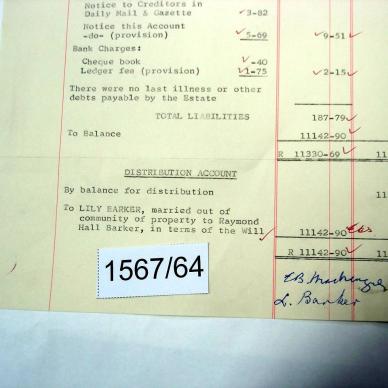 Notice to Creditors in
Daily Mail & Gazette 3-82
Notice this Account
-do- (provision) 5-69 9-51
Bank Charges:
Cheque book -40
Ledger fee (provision) 1-75 2-15
There were no last illness or other
debts payable by the Estate
TOTAL LIABILITIES 187-79
To Balance 11142-90
R 11330-69 11
DISTRIBUTION ACCOUNT
By balance for distribution 11
To LILY BARKER, married out of
community of property to Raymond
Hall Barker, in terms of the Will 11142-90
R 11142-90 11
1567/64
L. Barker